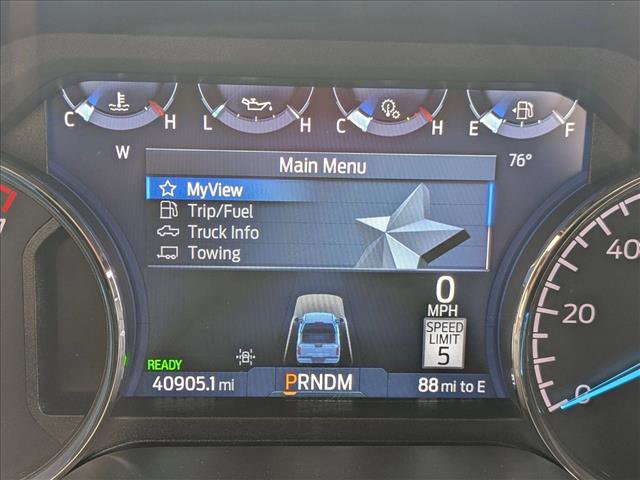 C H L H C H E F
W 76°
Main Menu
MyView
Trip/Fuel
Truck Info
Towing
0
MPH
SPEED
LIMIT
5
READY
40905.1 mi PRNDM 88 mi to E
40
20
0